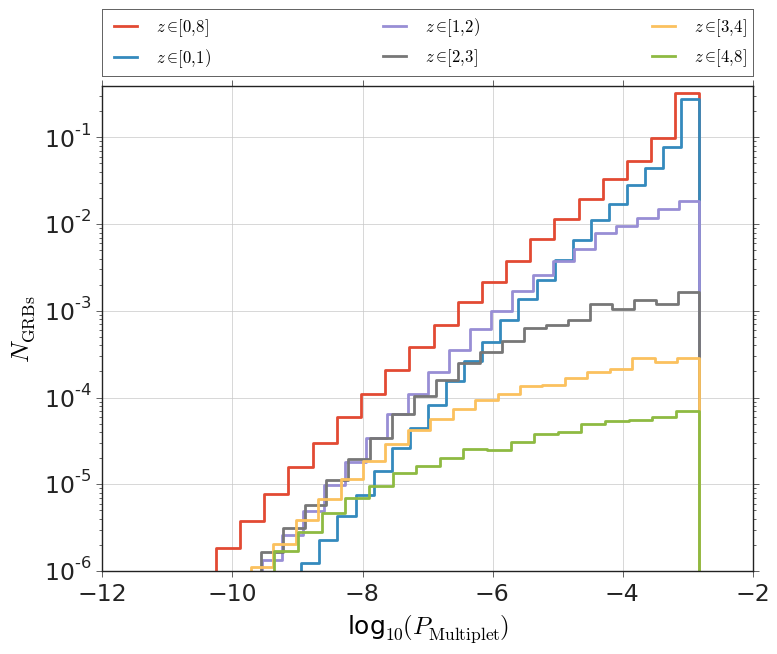 z∈[0,8] z∈[1,2) z∈[3,4]
z∈[0,1) z∈[2,3] z∈[4,8]
10^-1
10^-2
10^-3
10^-4
10^-5
10^-6
N_GRBs
−12 −10 −8 −6 −4 −2
log_10(P_Multiplet)